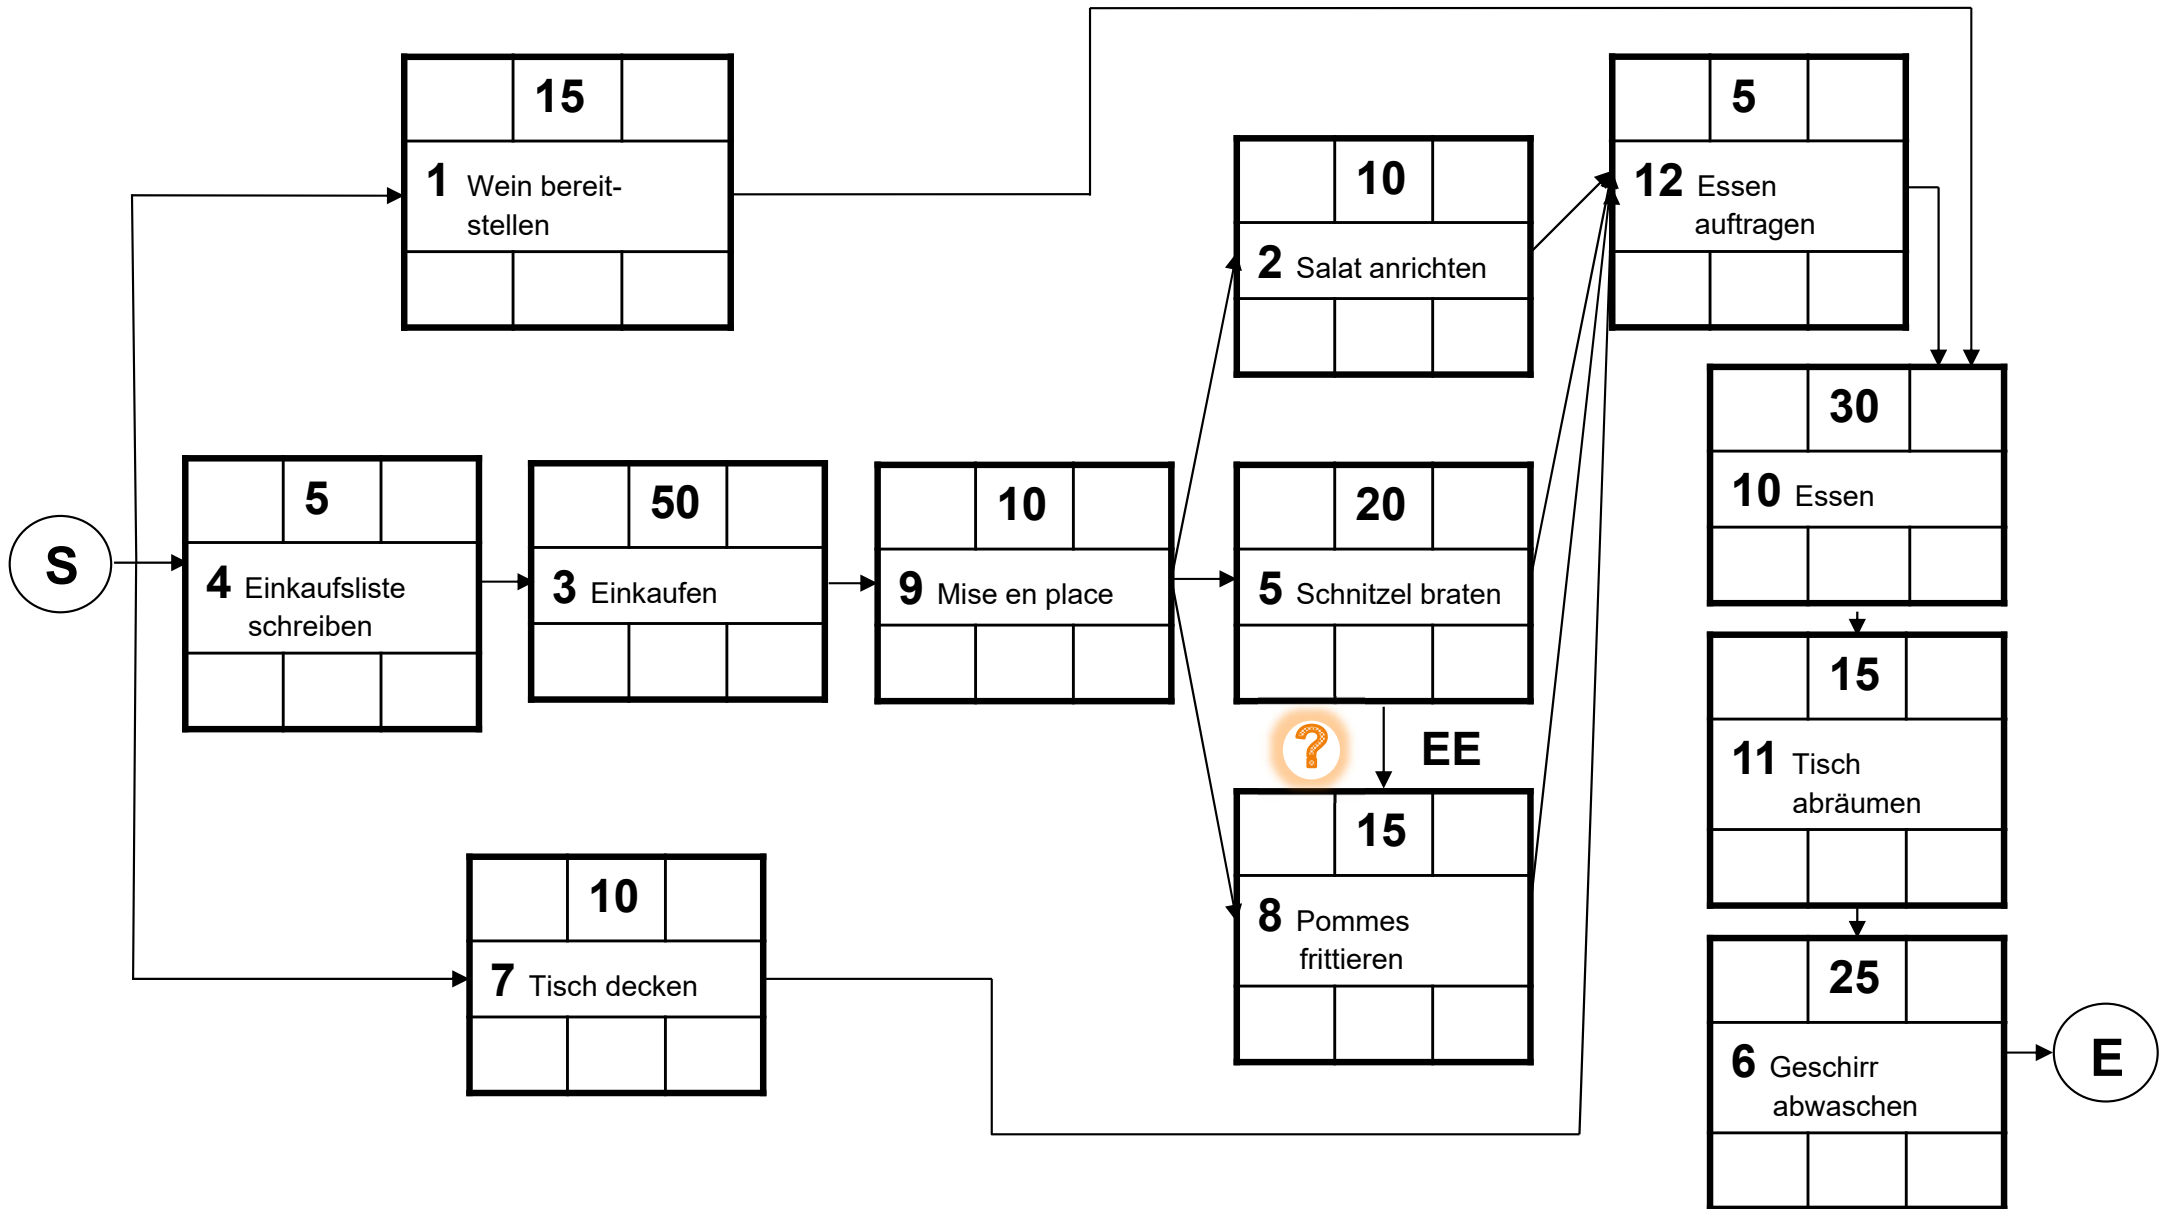 15
1 Wein bereit-
stellen
5
12 Essen
auftragen
10
2 Salat anrichten
30
10 Essen
S
5
4 Einkaufsliste
schreiben
50
3 Einkaufen
10
9 Mise en place
20
5 Schnitzel braten
? EE
15
8 Pommes
frittieren
15
11 Tisch
abräumen
10
7 Tisch decken
25
6 Geschirr
abwaschen
E